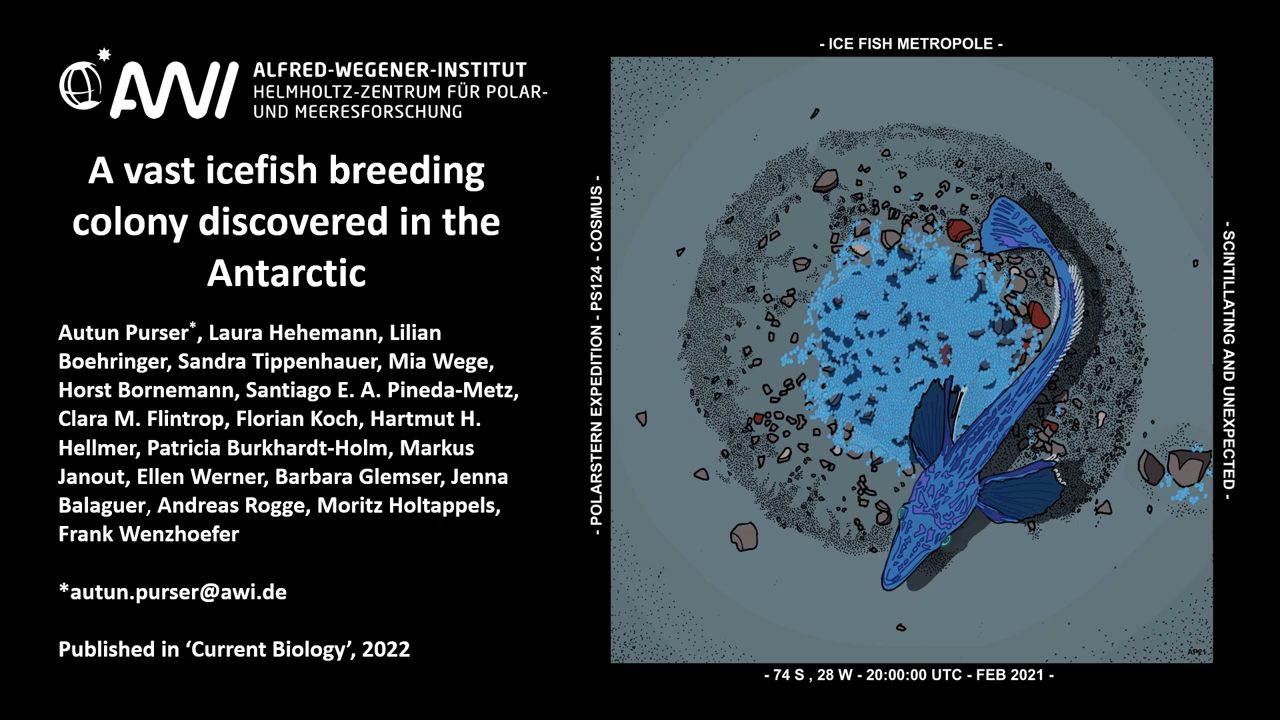 AWI
ALFRED-WEGENER-INSTITUT
HELMHOLTZ-ZENTRUM FÜR POLAR-
UND MEERESFORSCHUNG
A vast icefish breeding
colony discovered in the
Antarctic
Autun Purser*, Laura Hehemann, Lilian
Boehringer, Sandra Tippenhauer, Mia Wege,
Horst Bornemann, Santiago E. A. Pineda-Metz,
Clara M. Flintrop, Florian Koch, Hartmut H.
Hellmer, Patricia Burkhardt-Holm, Markus
Janout, Ellen Werner, Barbara Glemser, Jenna
Balaguer, Andreas Rogge, Moritz Holtappels,
Frank Wenzhoefer
*autun.purser@awi.de
Published in ‘Current Biology’, 2022
- ICE FISH METROPOLE -
- POLARSTERN EXPEDITION - PS124 - COSMUS -
- SCINTILLATING AND UNEXPECTED -
- 74 S , 28 W - 20:00:00 UTC - FEB 2021 -